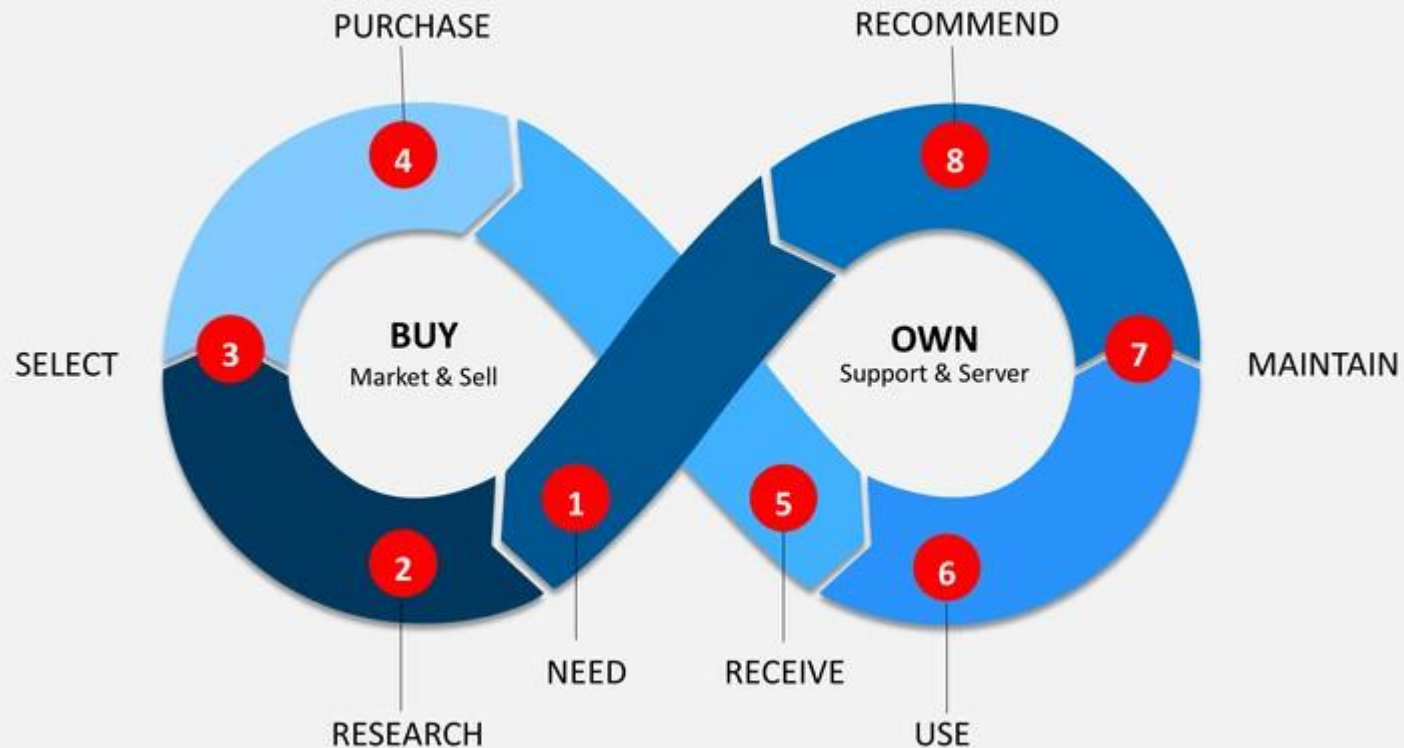 PURCHASE
RECOMMEND
4
8
BUY
Market & Sell
OWN
Support & Server
SELECT
3
7
MAINTAIN
1
5
2
6
NEED
RECEIVE
RESEARCH
USE